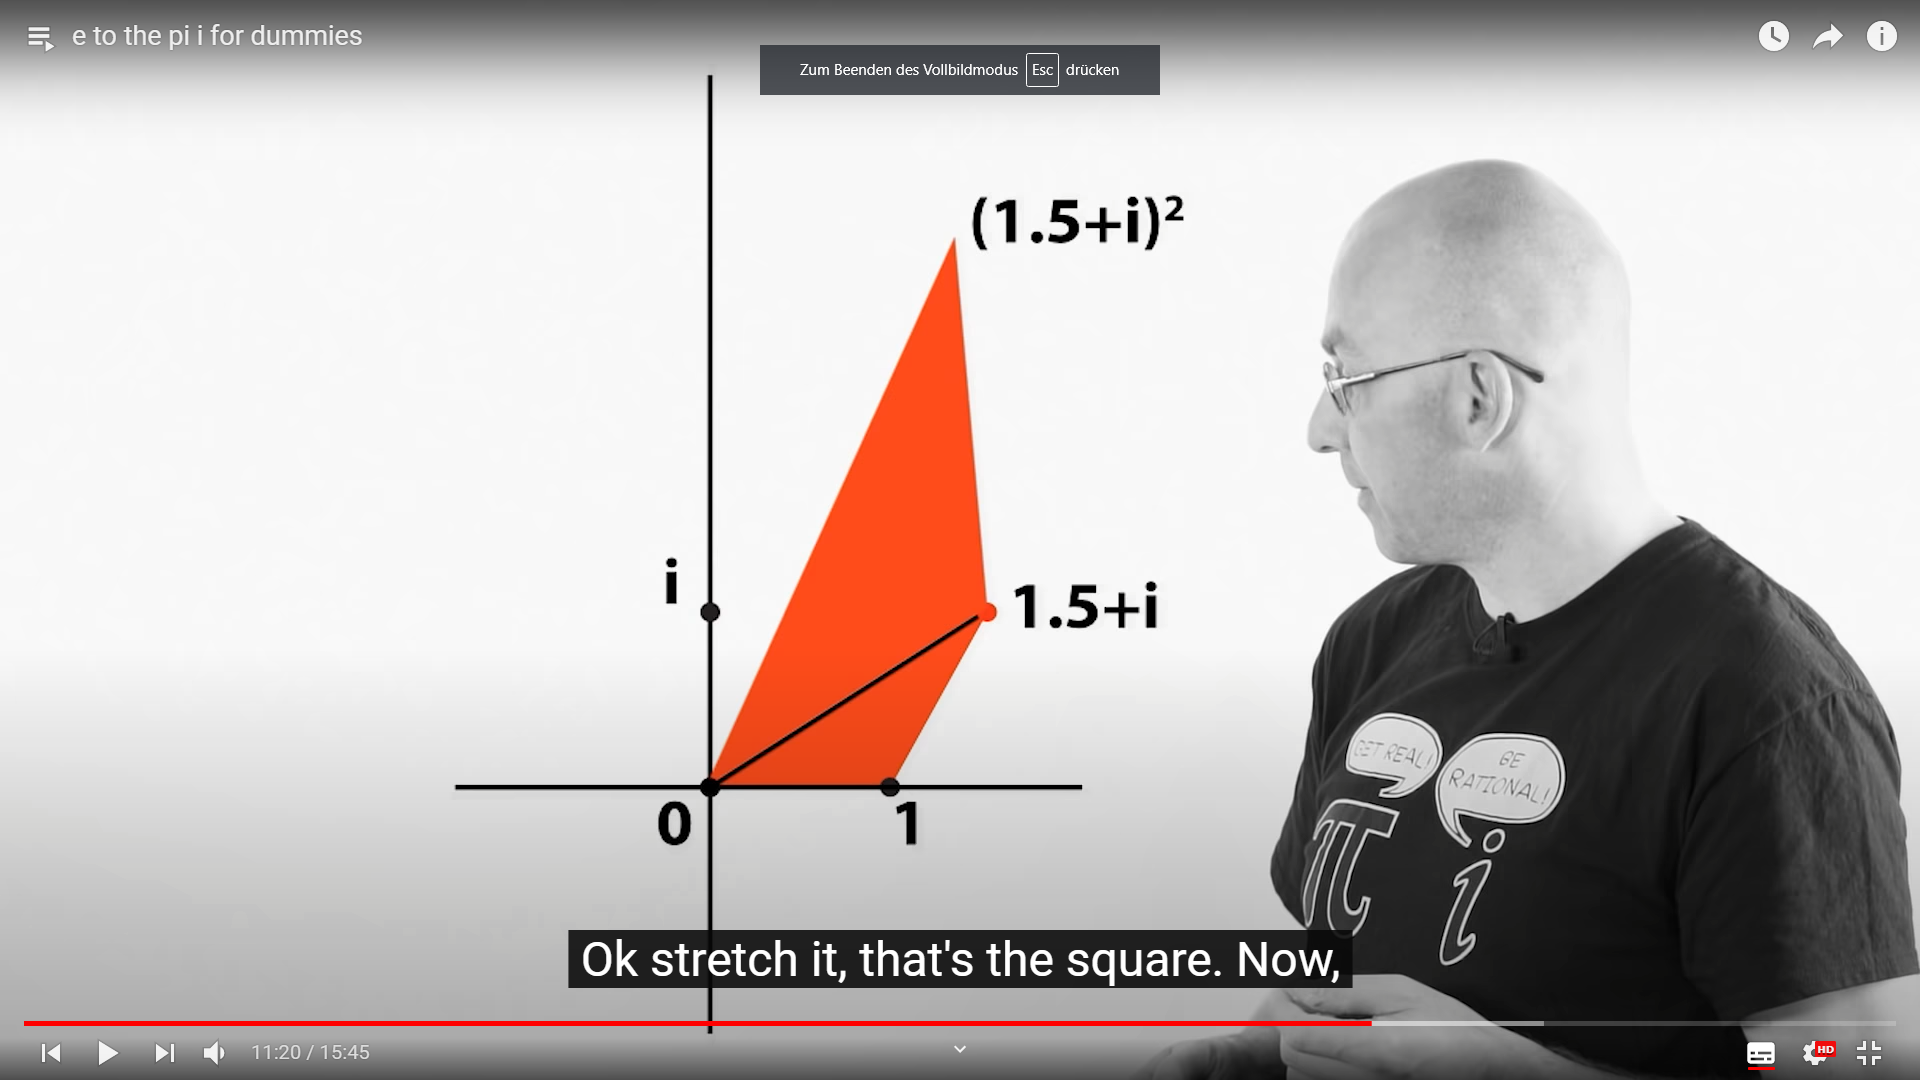 e to the pi i for dummies
Zum Beenden des Vollbildmodus Esc drücken
(1.5+i)²
i
1.5+i
0
1
GET REAL!
BE
RATIONAL!
π
i
Ok stretch it, that's the square. Now,
11:20 / 15:45
HD